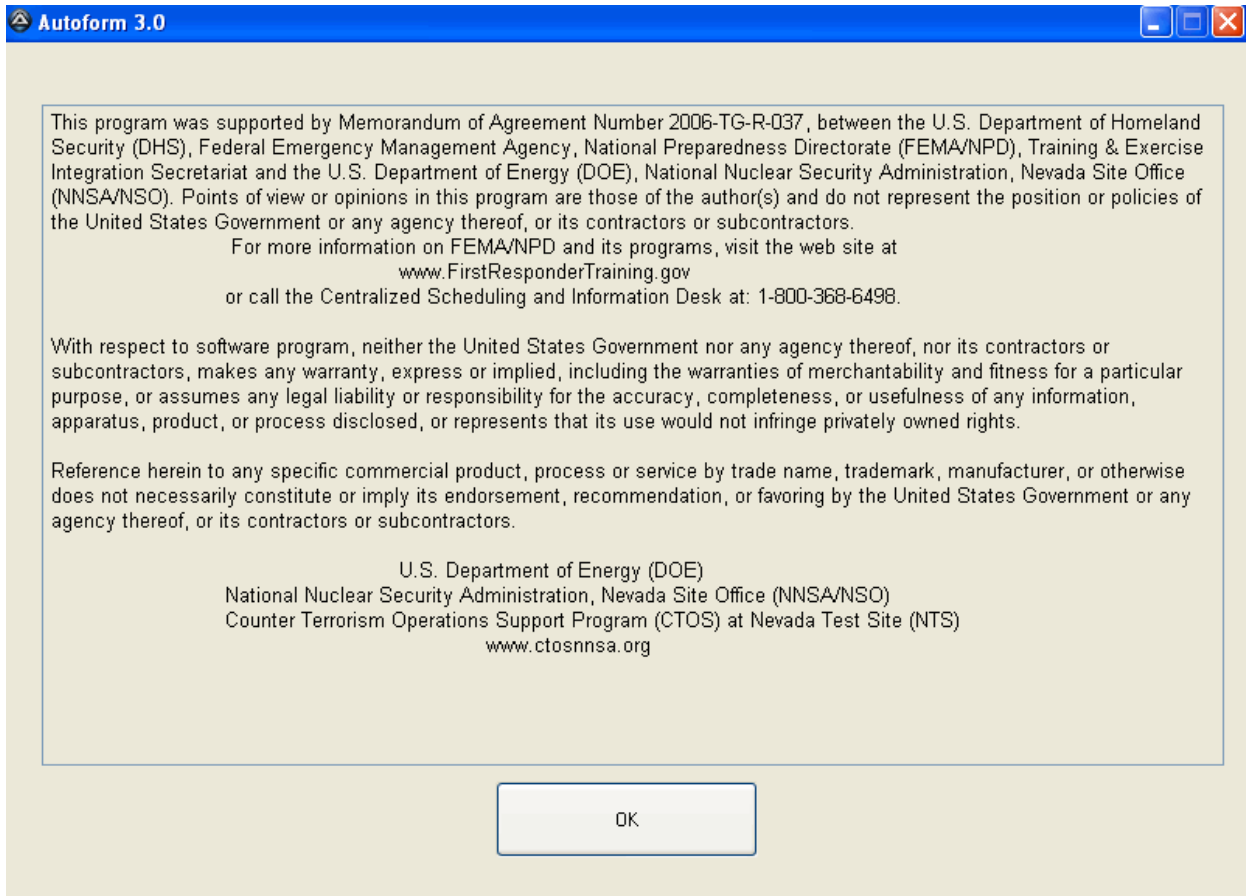 Autoform 3.0
This program was supported by Memorandum of Agreement Number 2006-TG-R-037, between the U.S. Department of Homeland
Security (DHS), Federal Emergency Management Agency, National Preparedness Directorate (FEMA/NPD), Training & Exercise
Integration Secretariat and the U.S. Department of Energy (DOE), National Nuclear Security Administration, Nevada Site Office
(NNSA/NSO). Points of view or opinions in this program are those of the author(s) and do not represent the position or policies of
the United States Government or any agency thereof, or its contractors or subcontractors.
For more information on FEMA/NPD and its programs, visit the web site at
www.FirstResponderTraining.gov
or call the Centralized Scheduling and Information Desk at: 1-800-368-6498.
With respect to software program, neither the United States Government nor any agency thereof, nor its contractors or
subcontractors, makes any warranty, express or implied, including the warranties of merchantability and fitness for a particular
purpose, or assumes any legal liability or responsibility for the accuracy, completeness, or usefulness of any information,
apparatus, product, or process disclosed, or represents that its use would not infringe privately owned rights.
Reference herein to any specific commercial product, process or service by trade name, trademark, manufacturer, or otherwise
does not necessarily constitute or imply its endorsement, recommendation, or favoring by the United States Government or any
agency thereof, or its contractors or subcontractors.
U.S. Department of Energy (DOE)
National Nuclear Security Administration, Nevada Site Office (NNSA/NSO)
Counter Terrorism Operations Support Program (CTOS) at Nevada Test Site (NTS)
www.ctosnnsa.org
OK